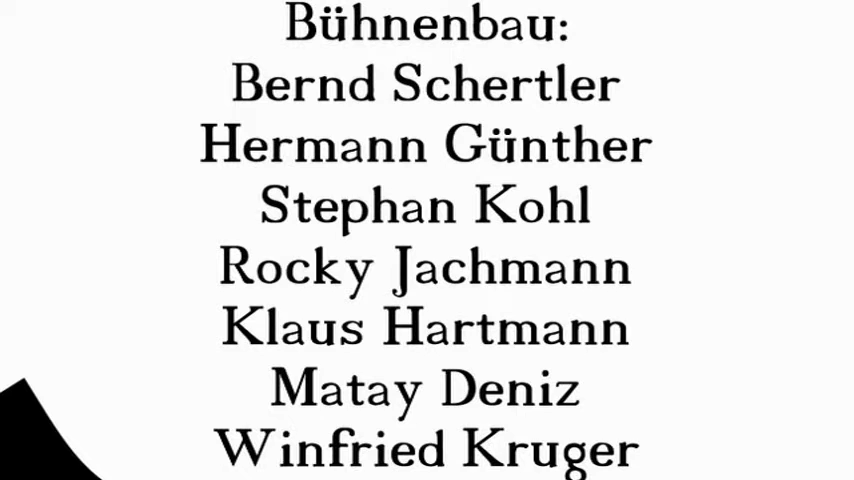 Bühnenbau:
Bernd Schertler
Hermann Günther
Stephan Kohl
Rocky Jachmann
Klaus Hartmann
Matay Deniz
Winfried Kruger